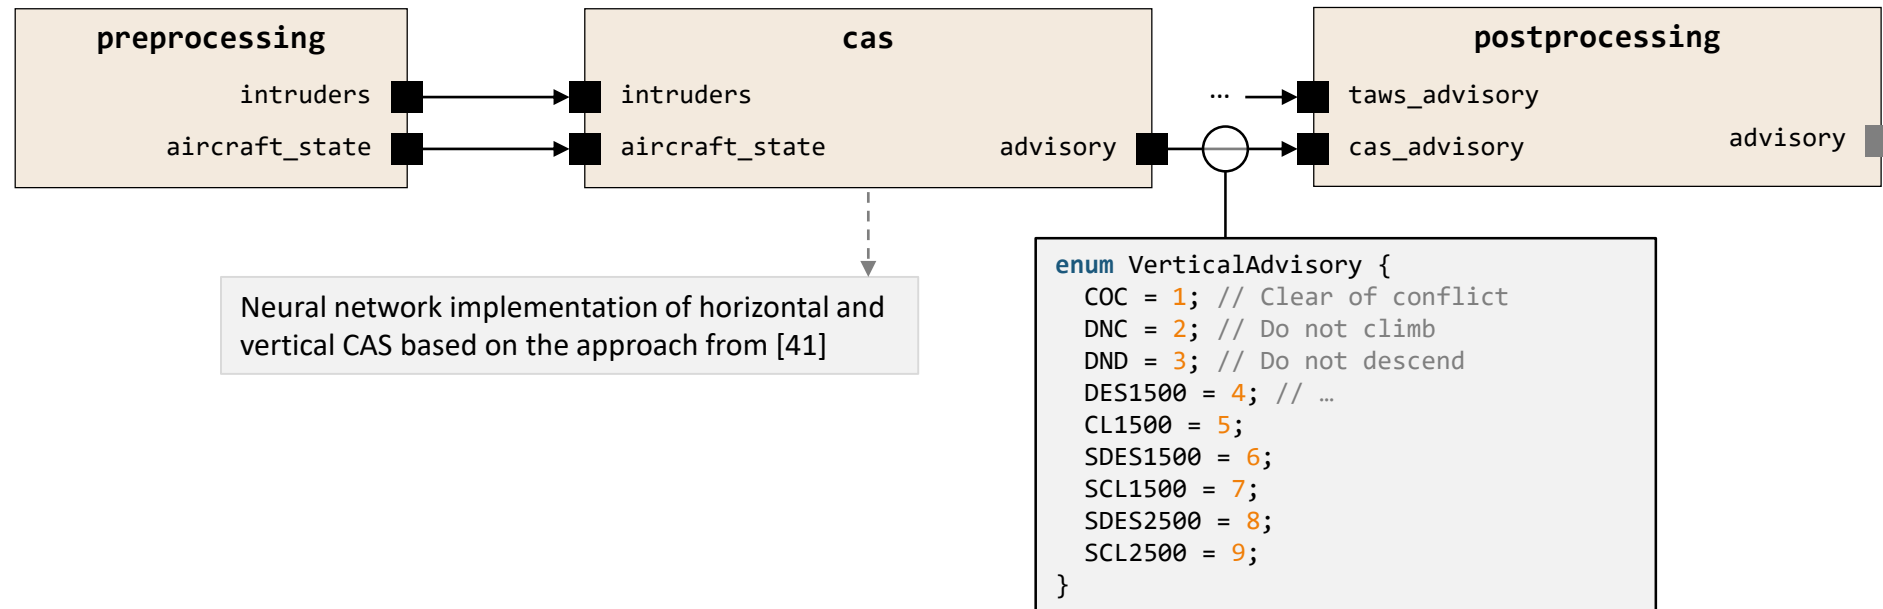 preprocessing
intruders
aircraft_state
cas
intruders
aircraft_state
advisory
postprocessing
...
taws_advisory
cas_advisory
advisory
Neural network implementation of horizontal and
vertical CAS based on the approach from [41]
enum VerticalAdvisory {
  COC = 1; // Clear of conflict
  DNC = 2; // Do not climb
  DND = 3; // Do not descend
  DES1500 = 4; // …
  CL1500 = 5;
  SDES1500 = 6;
  SCL1500 = 7;
  SDES2500 = 8;
  SCL2500 = 9;
}